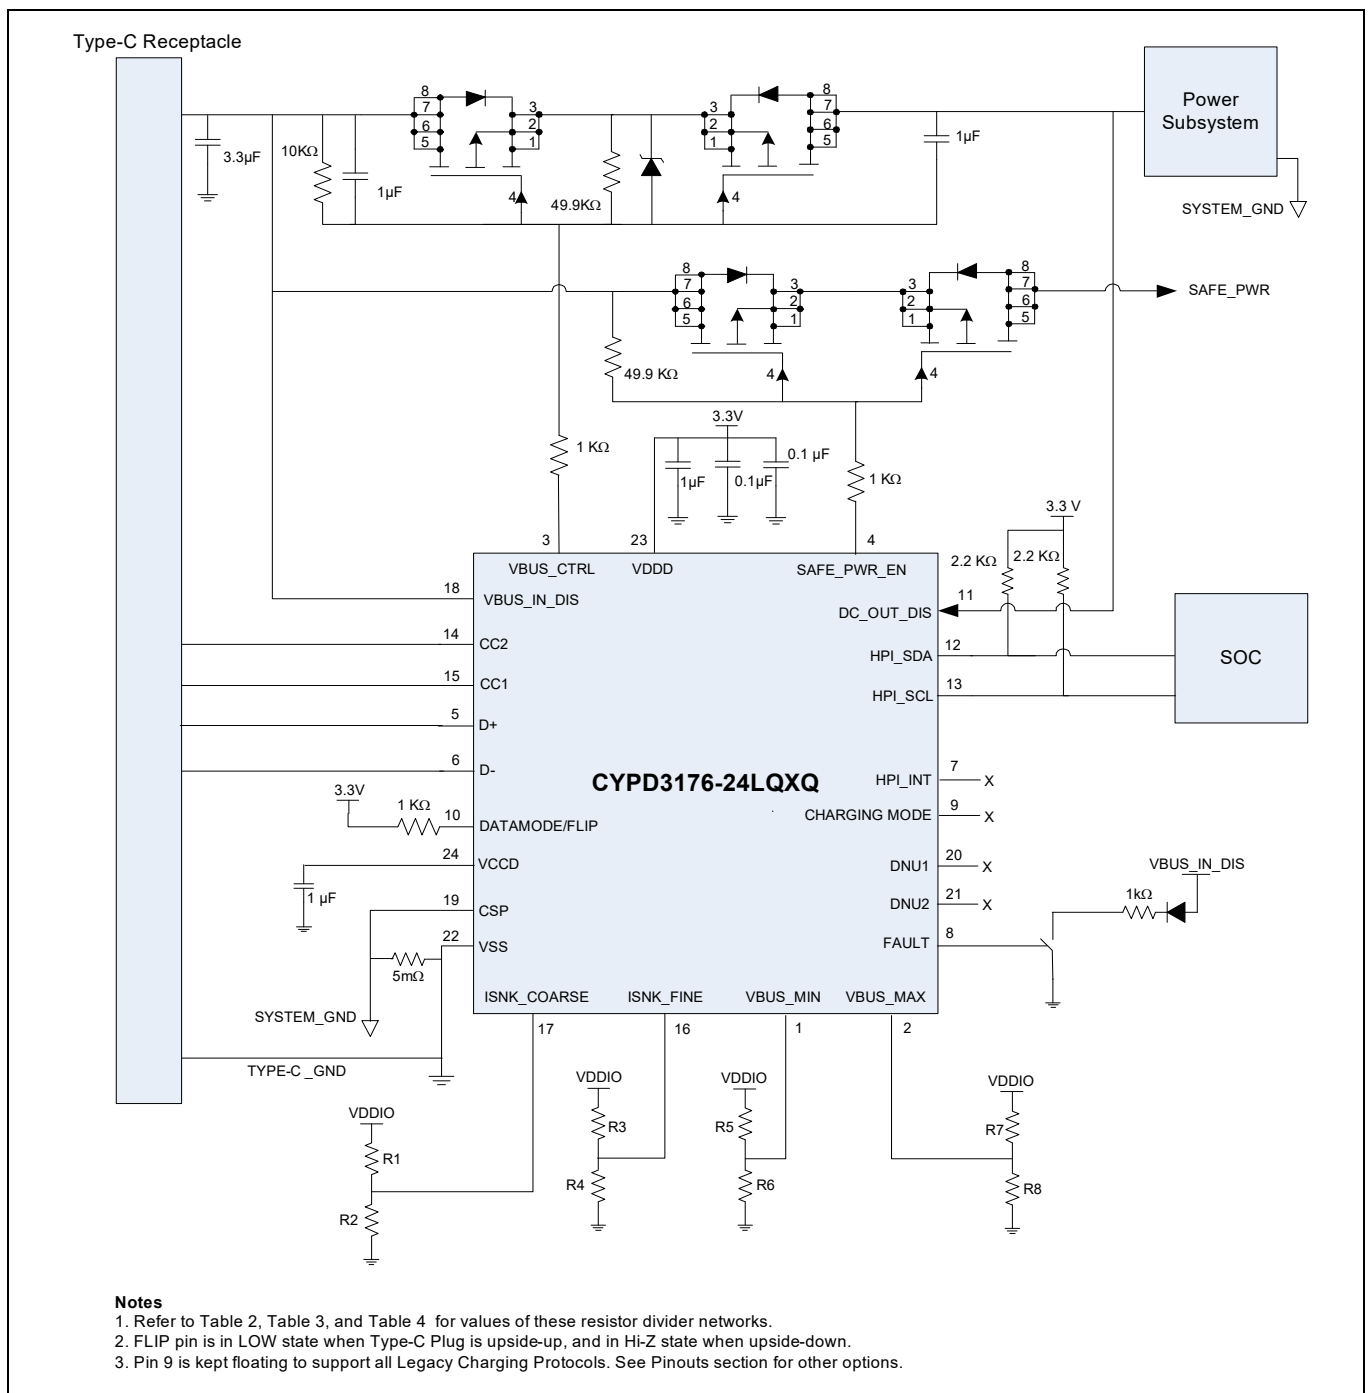 Type-C Receptacle
8
7
6
5
3
2
1
3
2
1
8
7
6
5
Power
Subsystem
3.3µF
10KΩ
1µF
4
49.9KΩ
4
1µF
SYSTEM_GND
8
7
6
5
3
2
1
3
2
1
8
7
6
5
SAFE_PWR
49.9 KΩ
4
4
1 KΩ
3.3V
1µF
0.1µF
0.1 µF
1 KΩ
3.3 V
2.2 KΩ
2.2 KΩ
3
23
4
VBUS_CTRL
VDDD
SAFE_PWR_EN
18
VBUS_IN_DIS
11
DC_OUT_DIS
14
CC2
12
HPI_SDA
SOC
15
CC1
13
HPI_SCL
5
D+
6
D-
CYPD3176-24LQXQ
7
HPI_INT
X
3.3V
1 KΩ
10
DATAMODE/FLIP
9
CHARGING MODE
X
24
VCCD
1 µF
20
DNU1
X
VBUS_IN_DIS
19
CSP
21
DNU2
X
1kΩ
22
VSS
5mΩ
8
FAULT
ISNK_COARSE
ISNK_FINE
VBUS_MIN
VBUS_MAX
SYSTEM_GND
17
16
1
2
TYPE-C _GND
VDDIO
R1
R2
VDDIO
R3
R4
VDDIO
R5
R6
VDDIO
R7
R8
Notes
1. Refer to Table 2, Table 3, and Table 4 for values of these resistor divider networks.
2. FLIP pin is in LOW state when Type-C Plug is upside-up, and in Hi-Z state when upside-down.
3. Pin 9 is kept floating to support all Legacy Charging Protocols. See Pinouts section for other options.